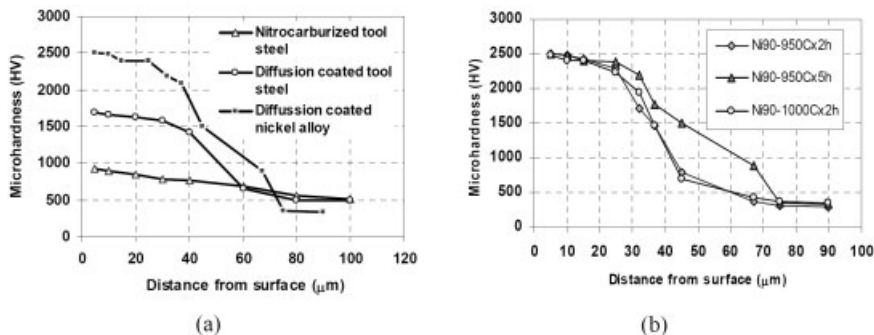 3000
2500
2000
1500
1000
500
0
0 20 40 60 80 100 120
Microhardness (HV)
Distance from surface (μm)
Nitrocarburized tool
steel
Diffusion coated tool
steel
Diffussion coated
nickel alloy
(a)
3000
2500
2000
1500
1000
500
0
0 10 20 30 40 50 60 70 80 90 100
Microhardness (HV)
Distance from surface (μm)
Ni90-950Cx2h
Ni90-950Cx5h
Ni90-1000Cx2h
(b)